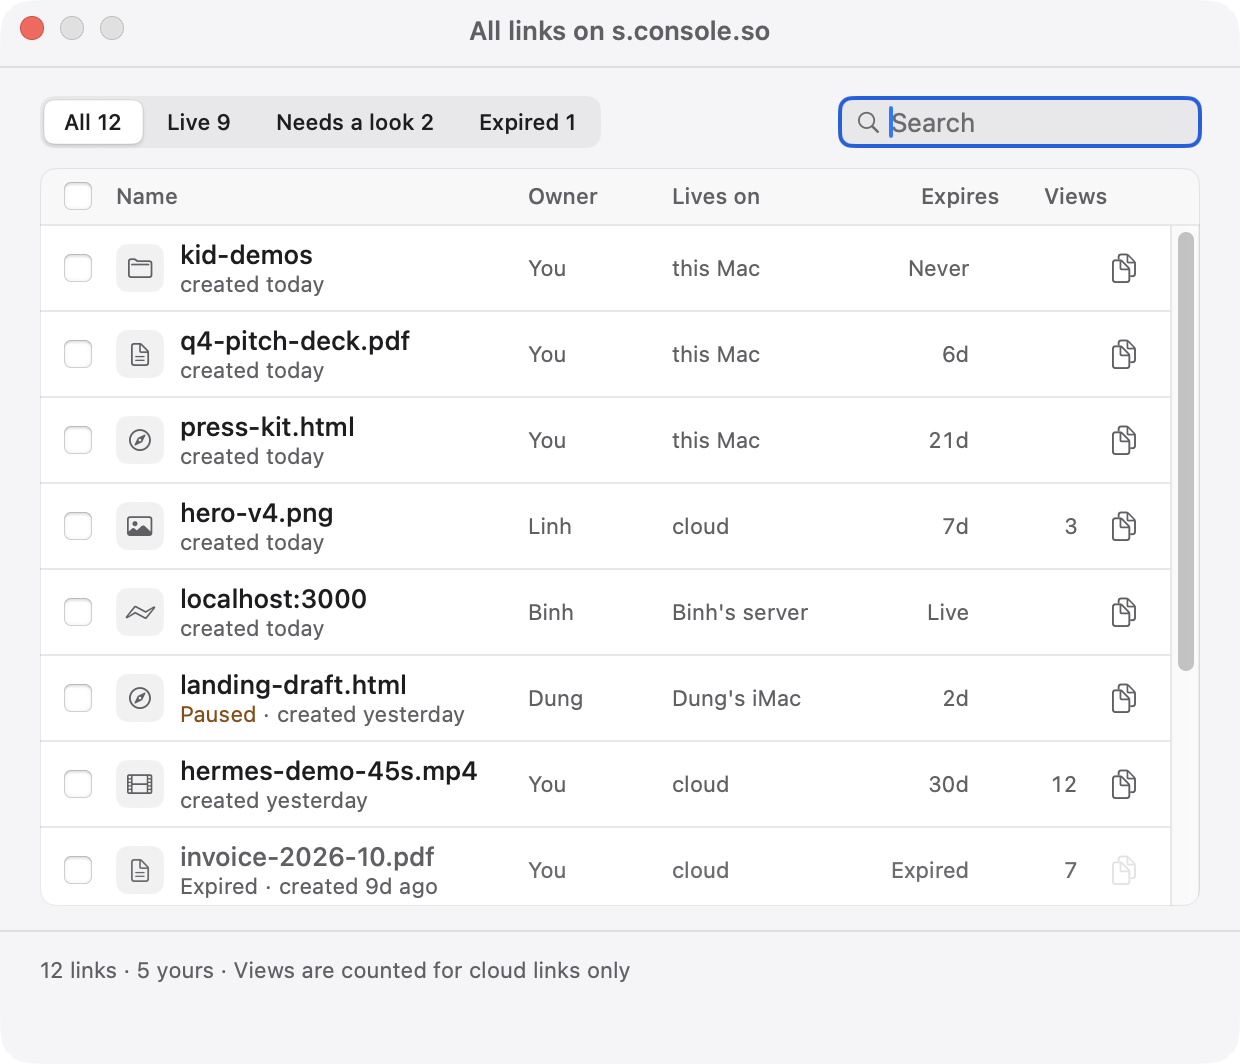 All links on s.console.so
All 12 Live 9 Needs a look 2 Expired 1 Search
Name Owner Lives on Expires Views
kid-demos
created today
You this Mac Never
q4-pitch-deck.pdf
created today
You this Mac 6d
press-kit.html
created today
You this Mac 21d
hero-v4.png
created today
Linh cloud 7d 3
localhost:3000
created today
Binh Binh's server Live
landing-draft.html
Paused · created yesterday
Dung Dung's iMac 2d
hermes-demo-45s.mp4
created yesterday
You cloud 30d 12
invoice-2026-10.pdf
Expired · created 9d ago
You cloud Expired 7
12 links · 5 yours · Views are counted for cloud links only